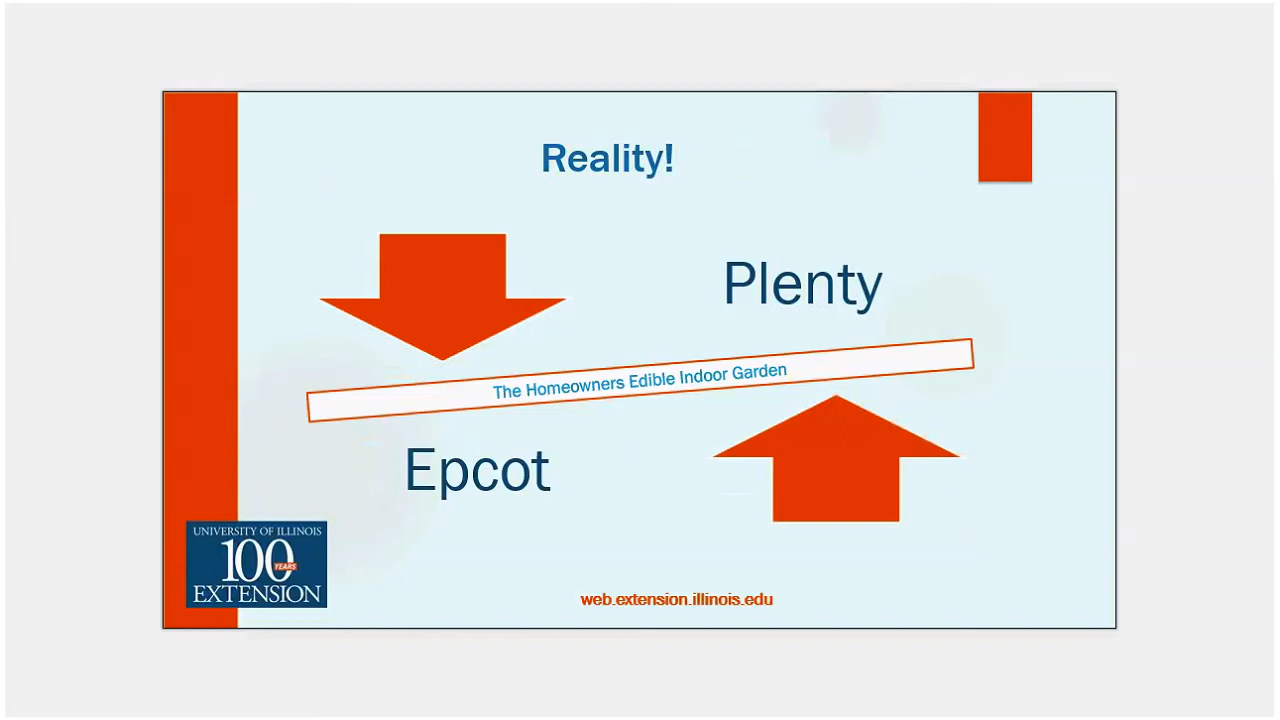 Reality!
Plenty
The Homeowners Edible Indoor Garden
Epcot
UNIVERSITY OF ILLINOIS
100 YEARS
EXTENSION
web.extension.illinois.edu